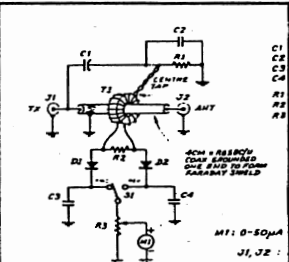 C2
C1
R1
T1
CENTRE
TAP
J1
J2
TX
ANT
R2
D1
D2
4CM = RG58C/U
COAX GROUNDED
ONE END TO FORM
FARADAY SHIELD
C3
S1
C4
R3
M1
M1: 0-50µA
J1, J2 :
C1
C2
C3
C4
R1
R2
R3